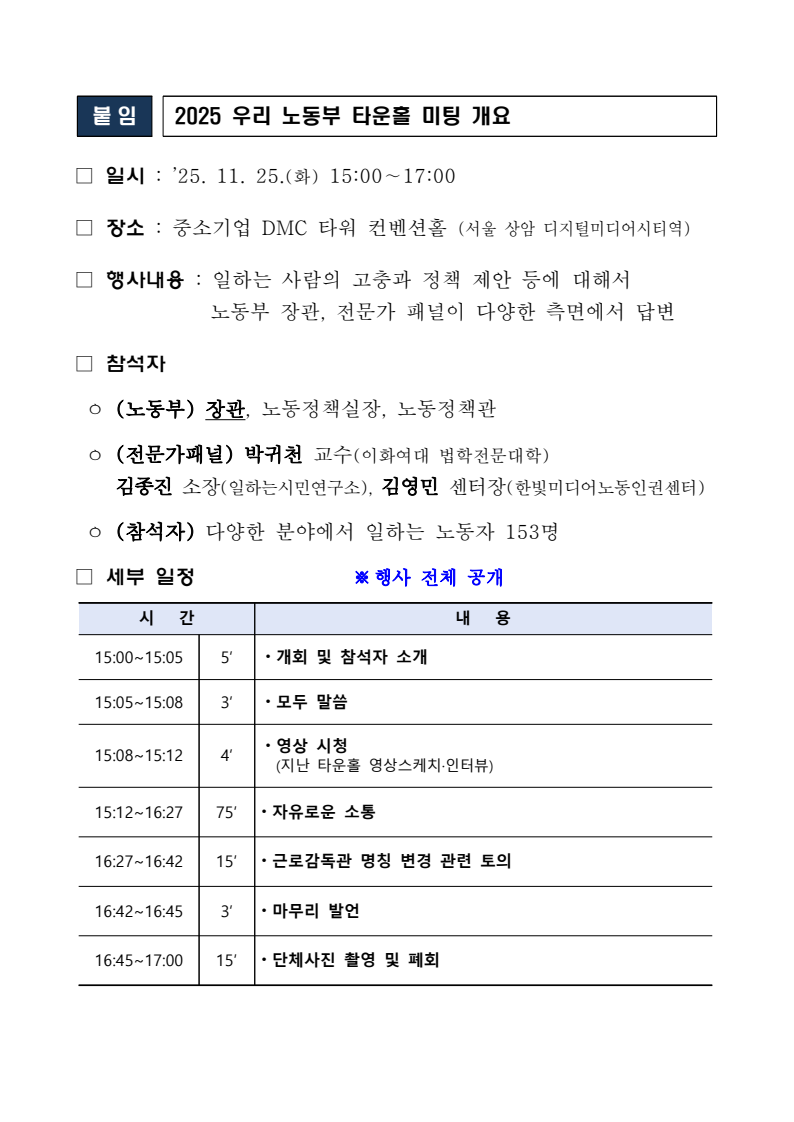 붙임 2025 우리 노동부 타운홀 미팅 개요
□ 일시 : ’25. 11. 25.(화) 15:00~17:00
□ 장소 : 중소기업 DMC 타워 컨벤션홀 (서울 상암 디지털미디어시티역)
□ 행사내용 : 일하는 사람의 고충과 정책 제안 등에 대해서
노동부 장관, 전문가 패널이 다양한 측면에서 답변
□ 참석자
ㅇ (노동부) 장관, 노동정책실장, 노동정책관
ㅇ (전문가패널) 박귀천 교수(이화여대 법학전문대학)
김종진 소장(일하는시민연구소), 김영민 센터장(한빛미디어노동인권센터)
ㅇ (참석자) 다양한 분야에서 일하는 노동자 153명
□ 세부 일정 ※ 행사 전체 공개
시 간 내 용
15:00~15:05 5′ ・개회 및 참석자 소개
15:05~15:08 3′ ・모두 말씀
15:08~15:12 4′ ・영상 시청
(지난 타운홀 영상스케치·인터뷰)
15:12~16:27 75′ ・자유로운 소통
16:27~16:42 15′ ・근로감독관 명칭 변경 관련 토의
16:42~16:45 3′ ・마무리 발언
16:45~17:00 15′ ・단체사진 촬영 및 폐회